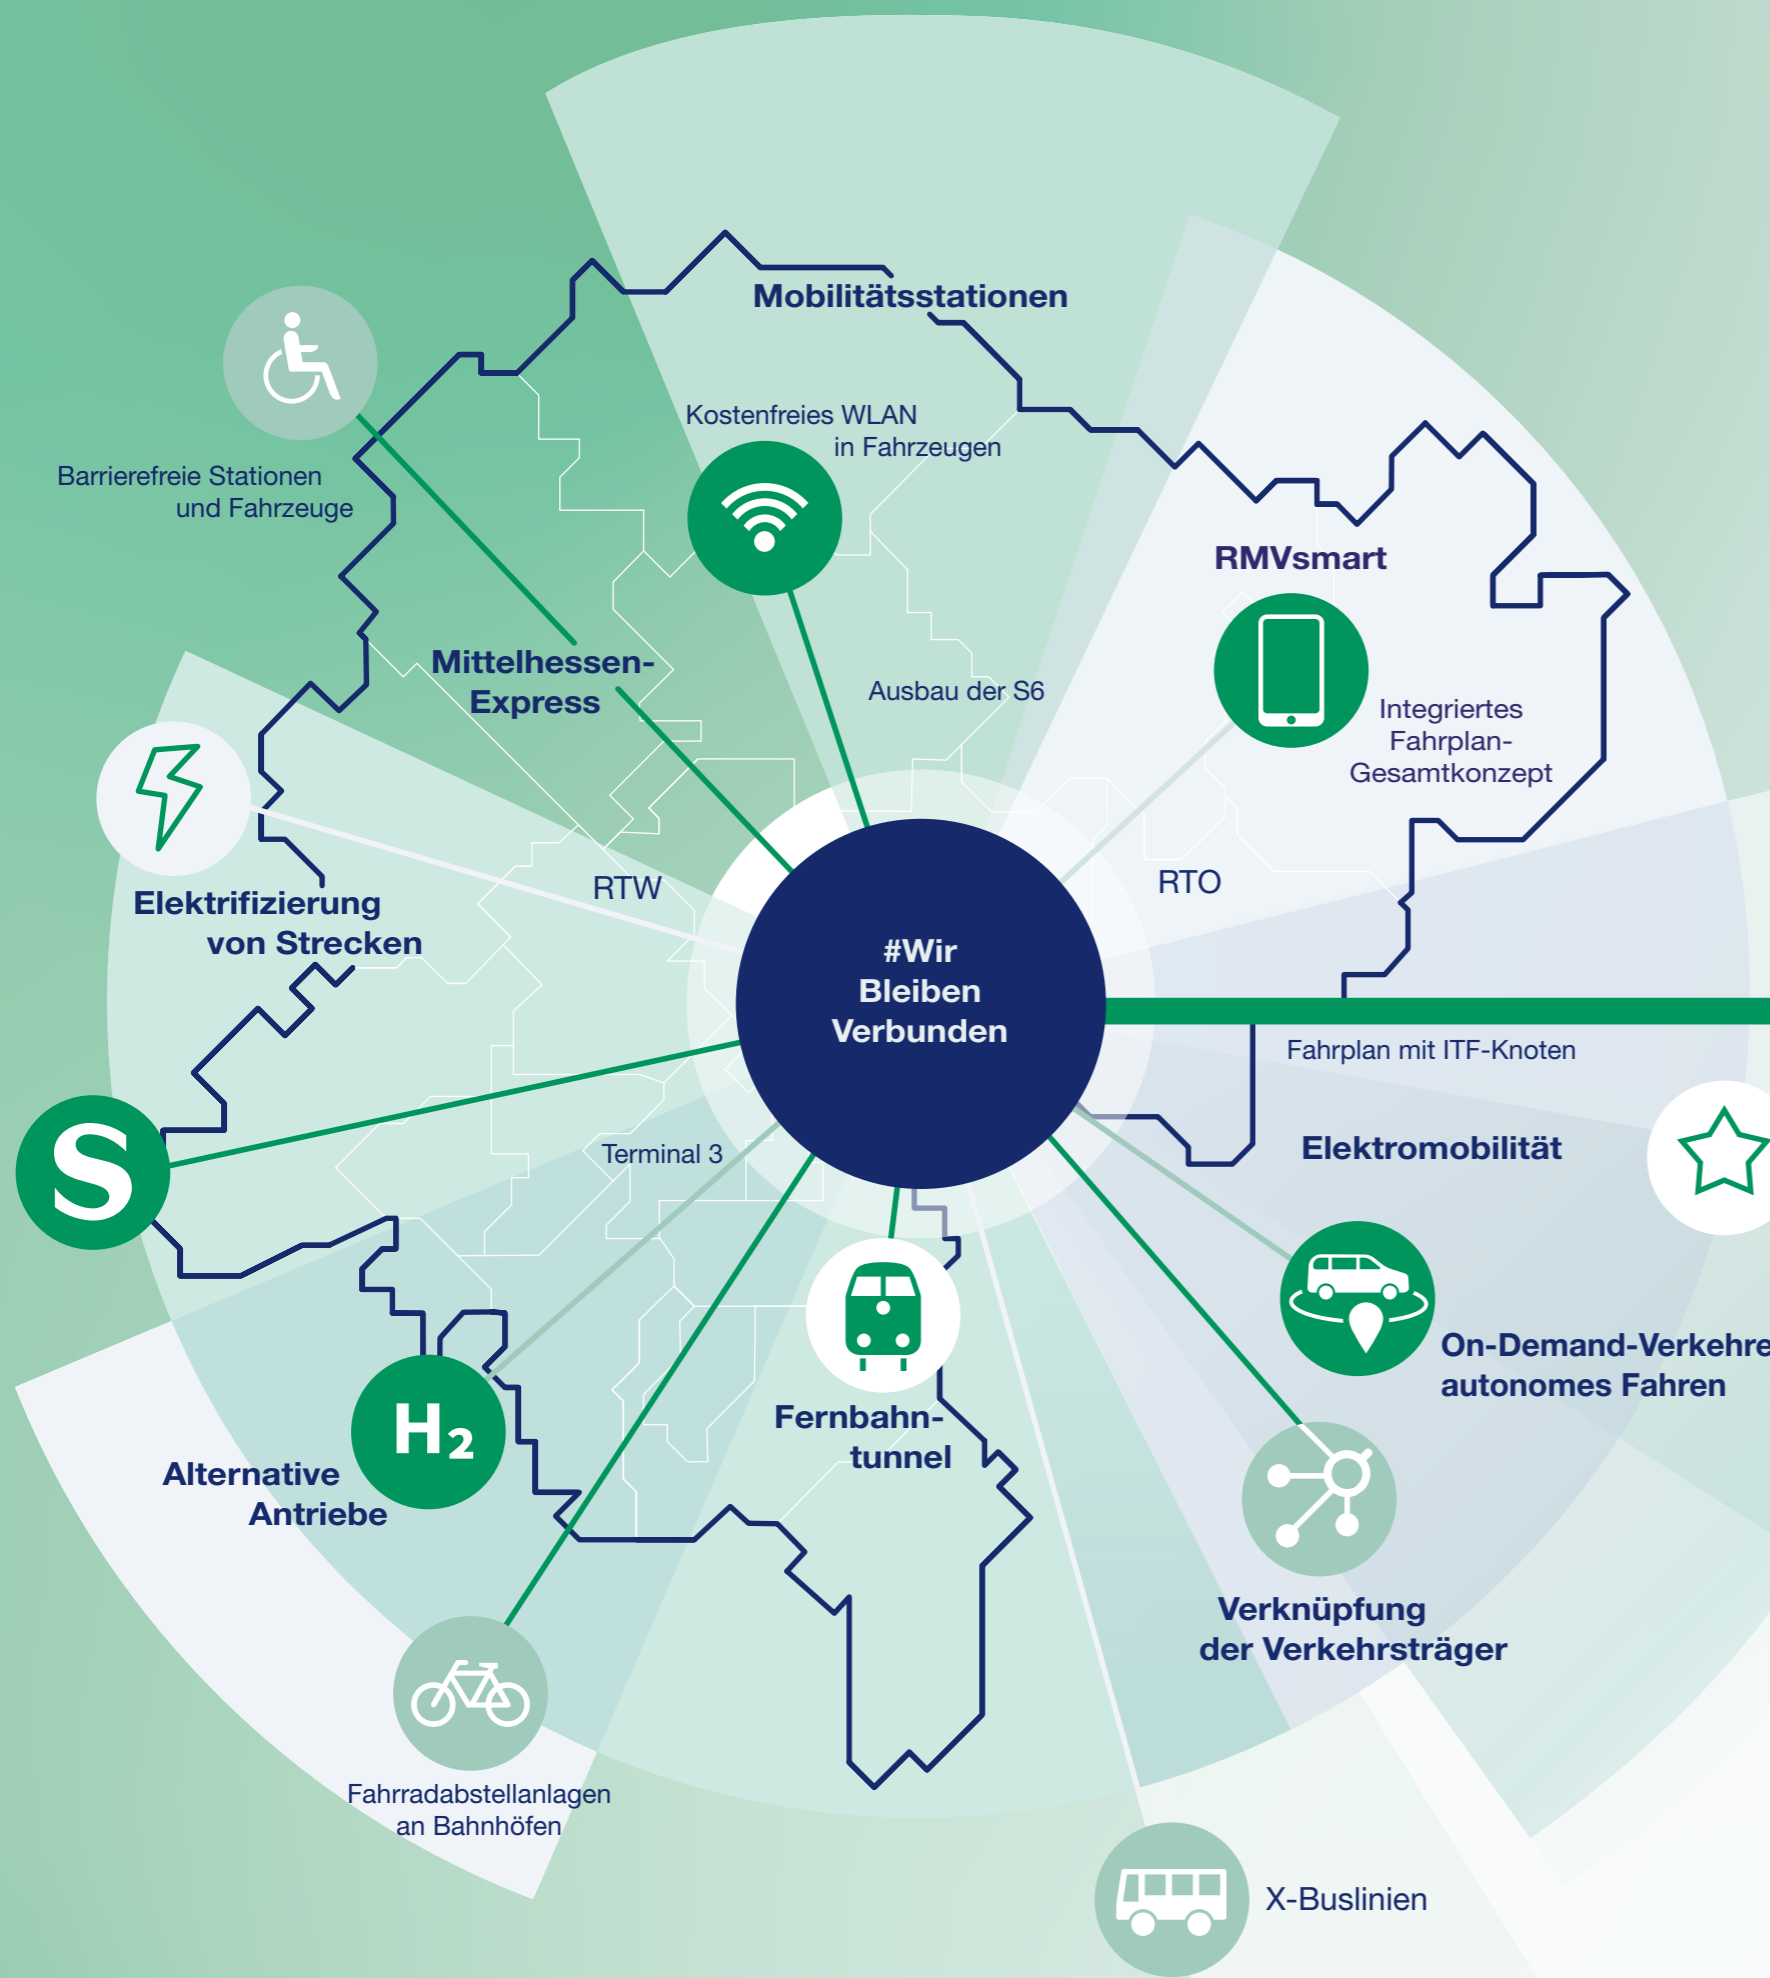 Mobilitätsstationen
Kostenfreies WLAN
in Fahrzeugen
Barrierefreie Stationen
und Fahrzeuge
RMVsmart
Mittelhessen-
Express
Ausbau der S6
Integriertes
Fahrplan-
Gesamtkonzept
RTW
RTO
Elektrifizierung
von Strecken
#Wir
Bleiben
Verbunden
Fahrplan mit ITF-Knoten
S
Terminal 3
Elektromobilität
On-Demand-Verkehre
autonomes Fahren
H2
Alternative
Antriebe
Fernbahn-
tunnel
Verknüpfung
der Verkehrsträger
Fahrradabstellanlagen
an Bahnhöfen
X-Buslinien